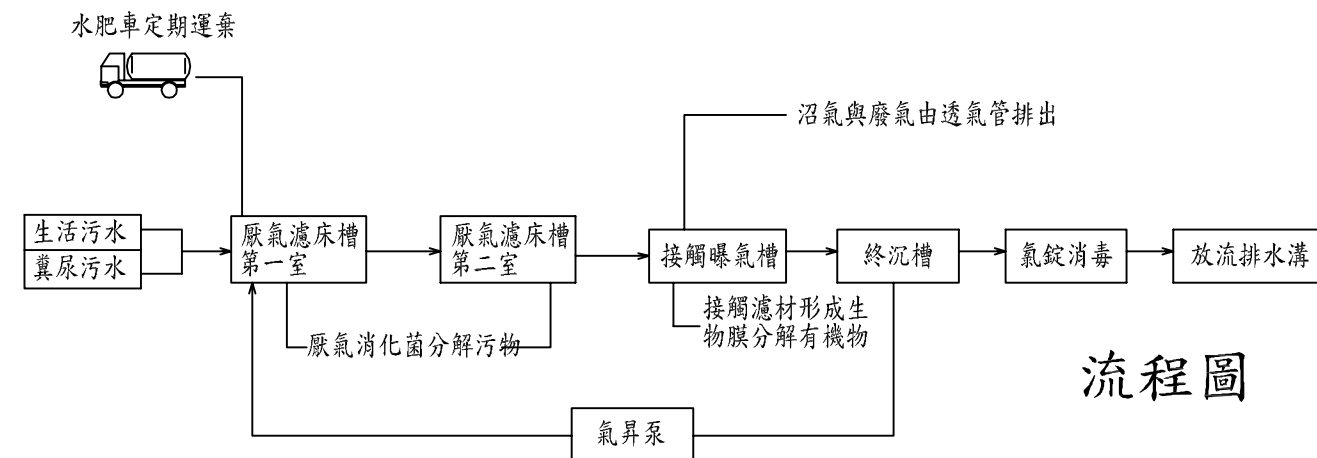 水肥車定期運棄
沼氣與廢氣由透氣管排出
生活污水
糞尿污水
厭氣濾床槽
第一室
厭氣濾床槽
第二室
接觸曝氣槽
終沉槽
氯錠消毒
放流排水溝
接觸濾材形成生
物膜分解有機物
厭氣消化菌分解污物
流程圖
氣昇泵